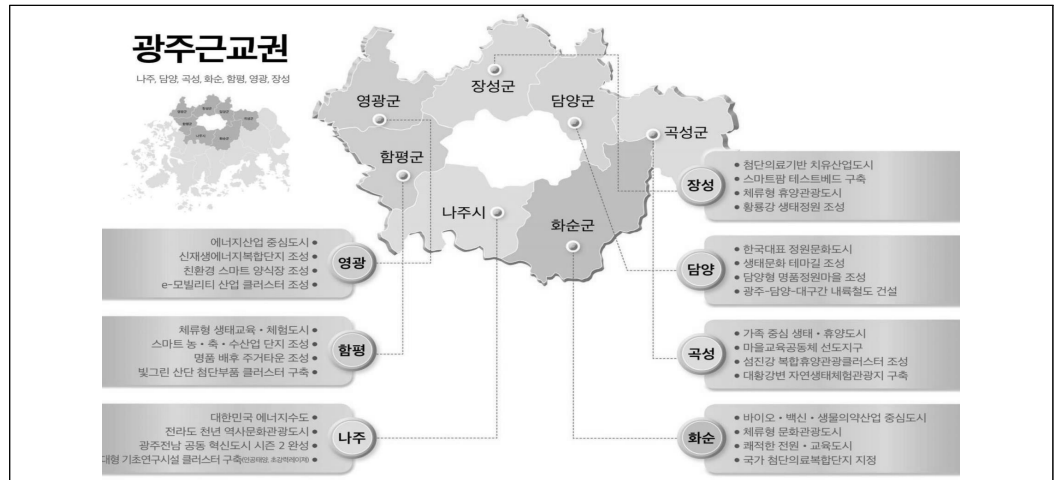 광주근교권
나주, 담양, 곡성, 화순, 함평, 영광, 장성
장성군
영광군
담양군
곡성군
함평군
나주시
화순군
영광
에너지산업 중심도시 •
신재생에너지복합단지 조성 •
친환경 스마트 양식장 조성 •
e-모빌리티 산업 클러스터 조성 •
함평
체류형 생태교육・체험도시 •
스마트 농・축・수산업 단지 조성 •
명품 배후 주거타운 조성 •
빛그린 산단 첨단부품 클러스터 구축 •
나주
대한민국 에너지수도 •
전라도 천년 역사문화관광도시 •
광주전남 공동 혁신도시 시즌 2 완성 •
대형 기초연구시설 클러스터 구축(인공태양, 초강력레이저) •
장성
• 첨단의료기반 치유산업도시
• 스마트팜 테스트베드 구축
• 체류형 휴양관광도시
• 황룡강 생태정원 조성
담양
• 한국대표 정원문화도시
• 생태문화 테마길 조성
• 담양형 명품정원마을 조성
• 광주-담양-대구간 내륙철도 건설
곡성
• 가족 중심 생태・휴양도시
• 마을교육공동체 선도지구
• 섬진강 복합휴양관광클러스터 조성
• 대황강변 자연생태체험관광지 구축
화순
• 바이오・백신・생물의약산업 중심도시
• 체류형 문화관광도시
• 쾌적한 전원・교육도시
• 국가 첨단의료복합단지 지정